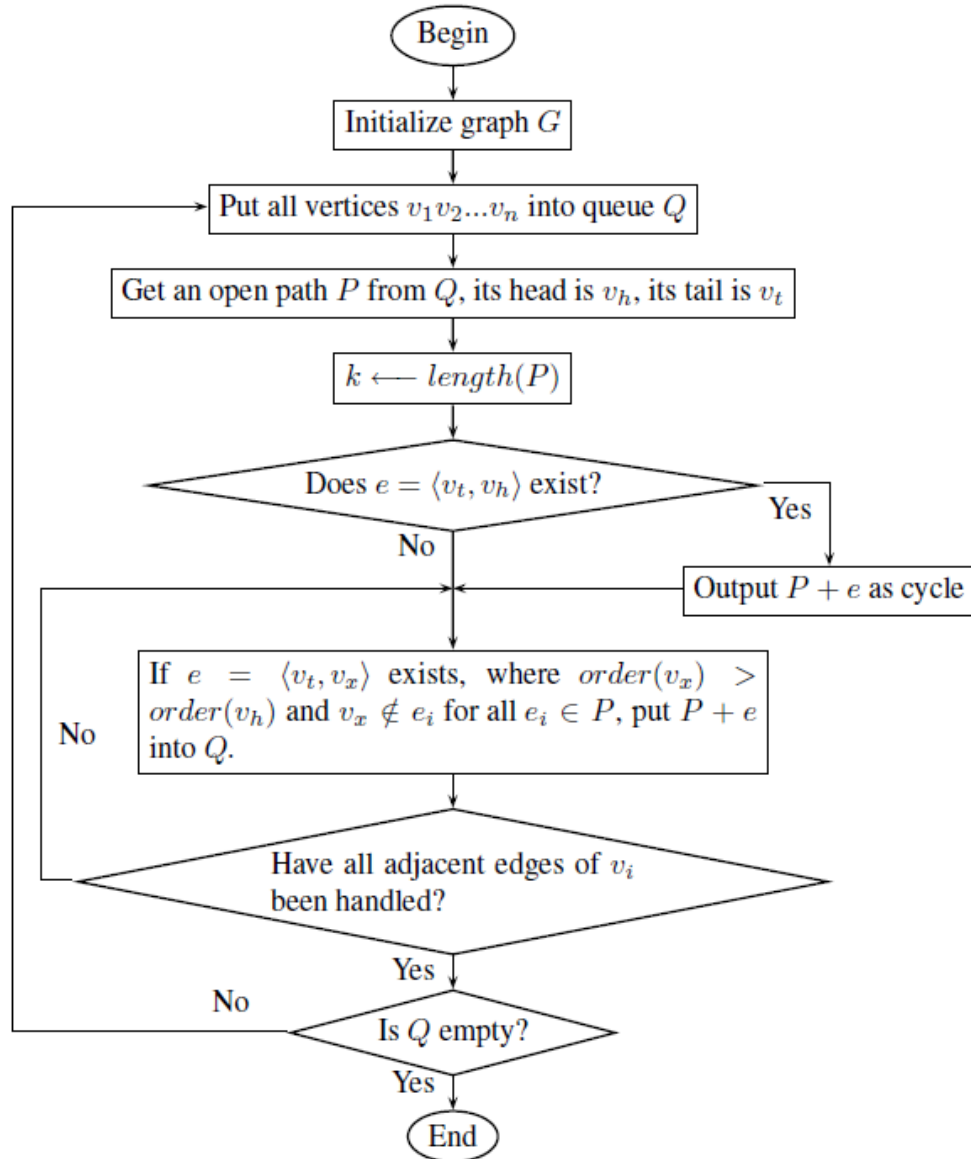 Begin
Initialize graph G
Put all vertices v₁v₂...vₙ into queue Q
Get an open path P from Q, its head is vₕ, its tail is vₜ
k ⟵ length(P)
Does e = ⟨vₜ, vₕ⟩ exist?
Yes
No
Output P + e as cycle
If e = ⟨vₜ, vₓ⟩ exists, where order(vₓ) >
order(vₕ) and vₓ ∉ eᵢ for all eᵢ ∈ P, put P + e
into Q.
No
Have all adjacent edges of vᵢ
been handled?
Yes
No
Is Q empty?
Yes
End